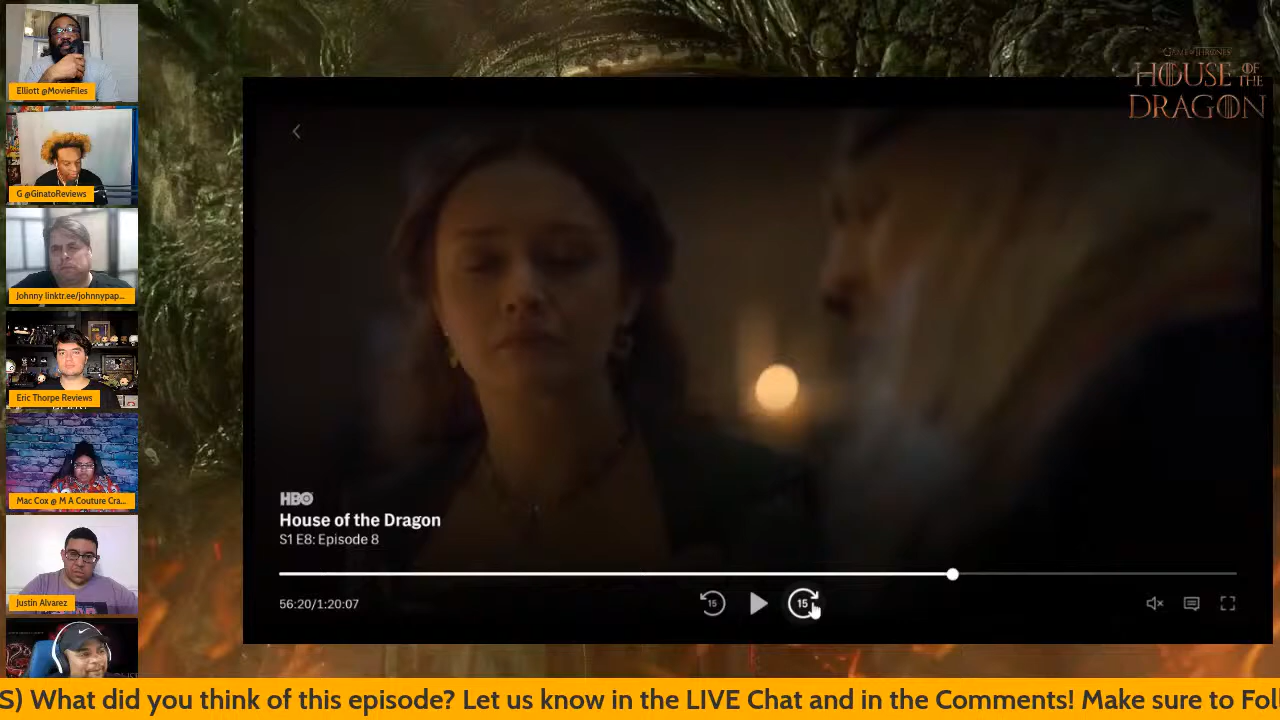 Elliott @MovieFiles
G @GinatoReviews
Johnny linktr.ee/johnnypap...
Eric Thorpe Reviews
Mac Cox @ M A Couture Cra...
Justin Alvarez
GAME OF THRONES
HOUSE OF THE
DRAGON
HBO
House of the Dragon
S1 E8: Episode 8
56:20/1:20:07
15
15
S) What did you think of this episode? Let us know in the LIVE Chat and in the Comments! Make sure to Fol